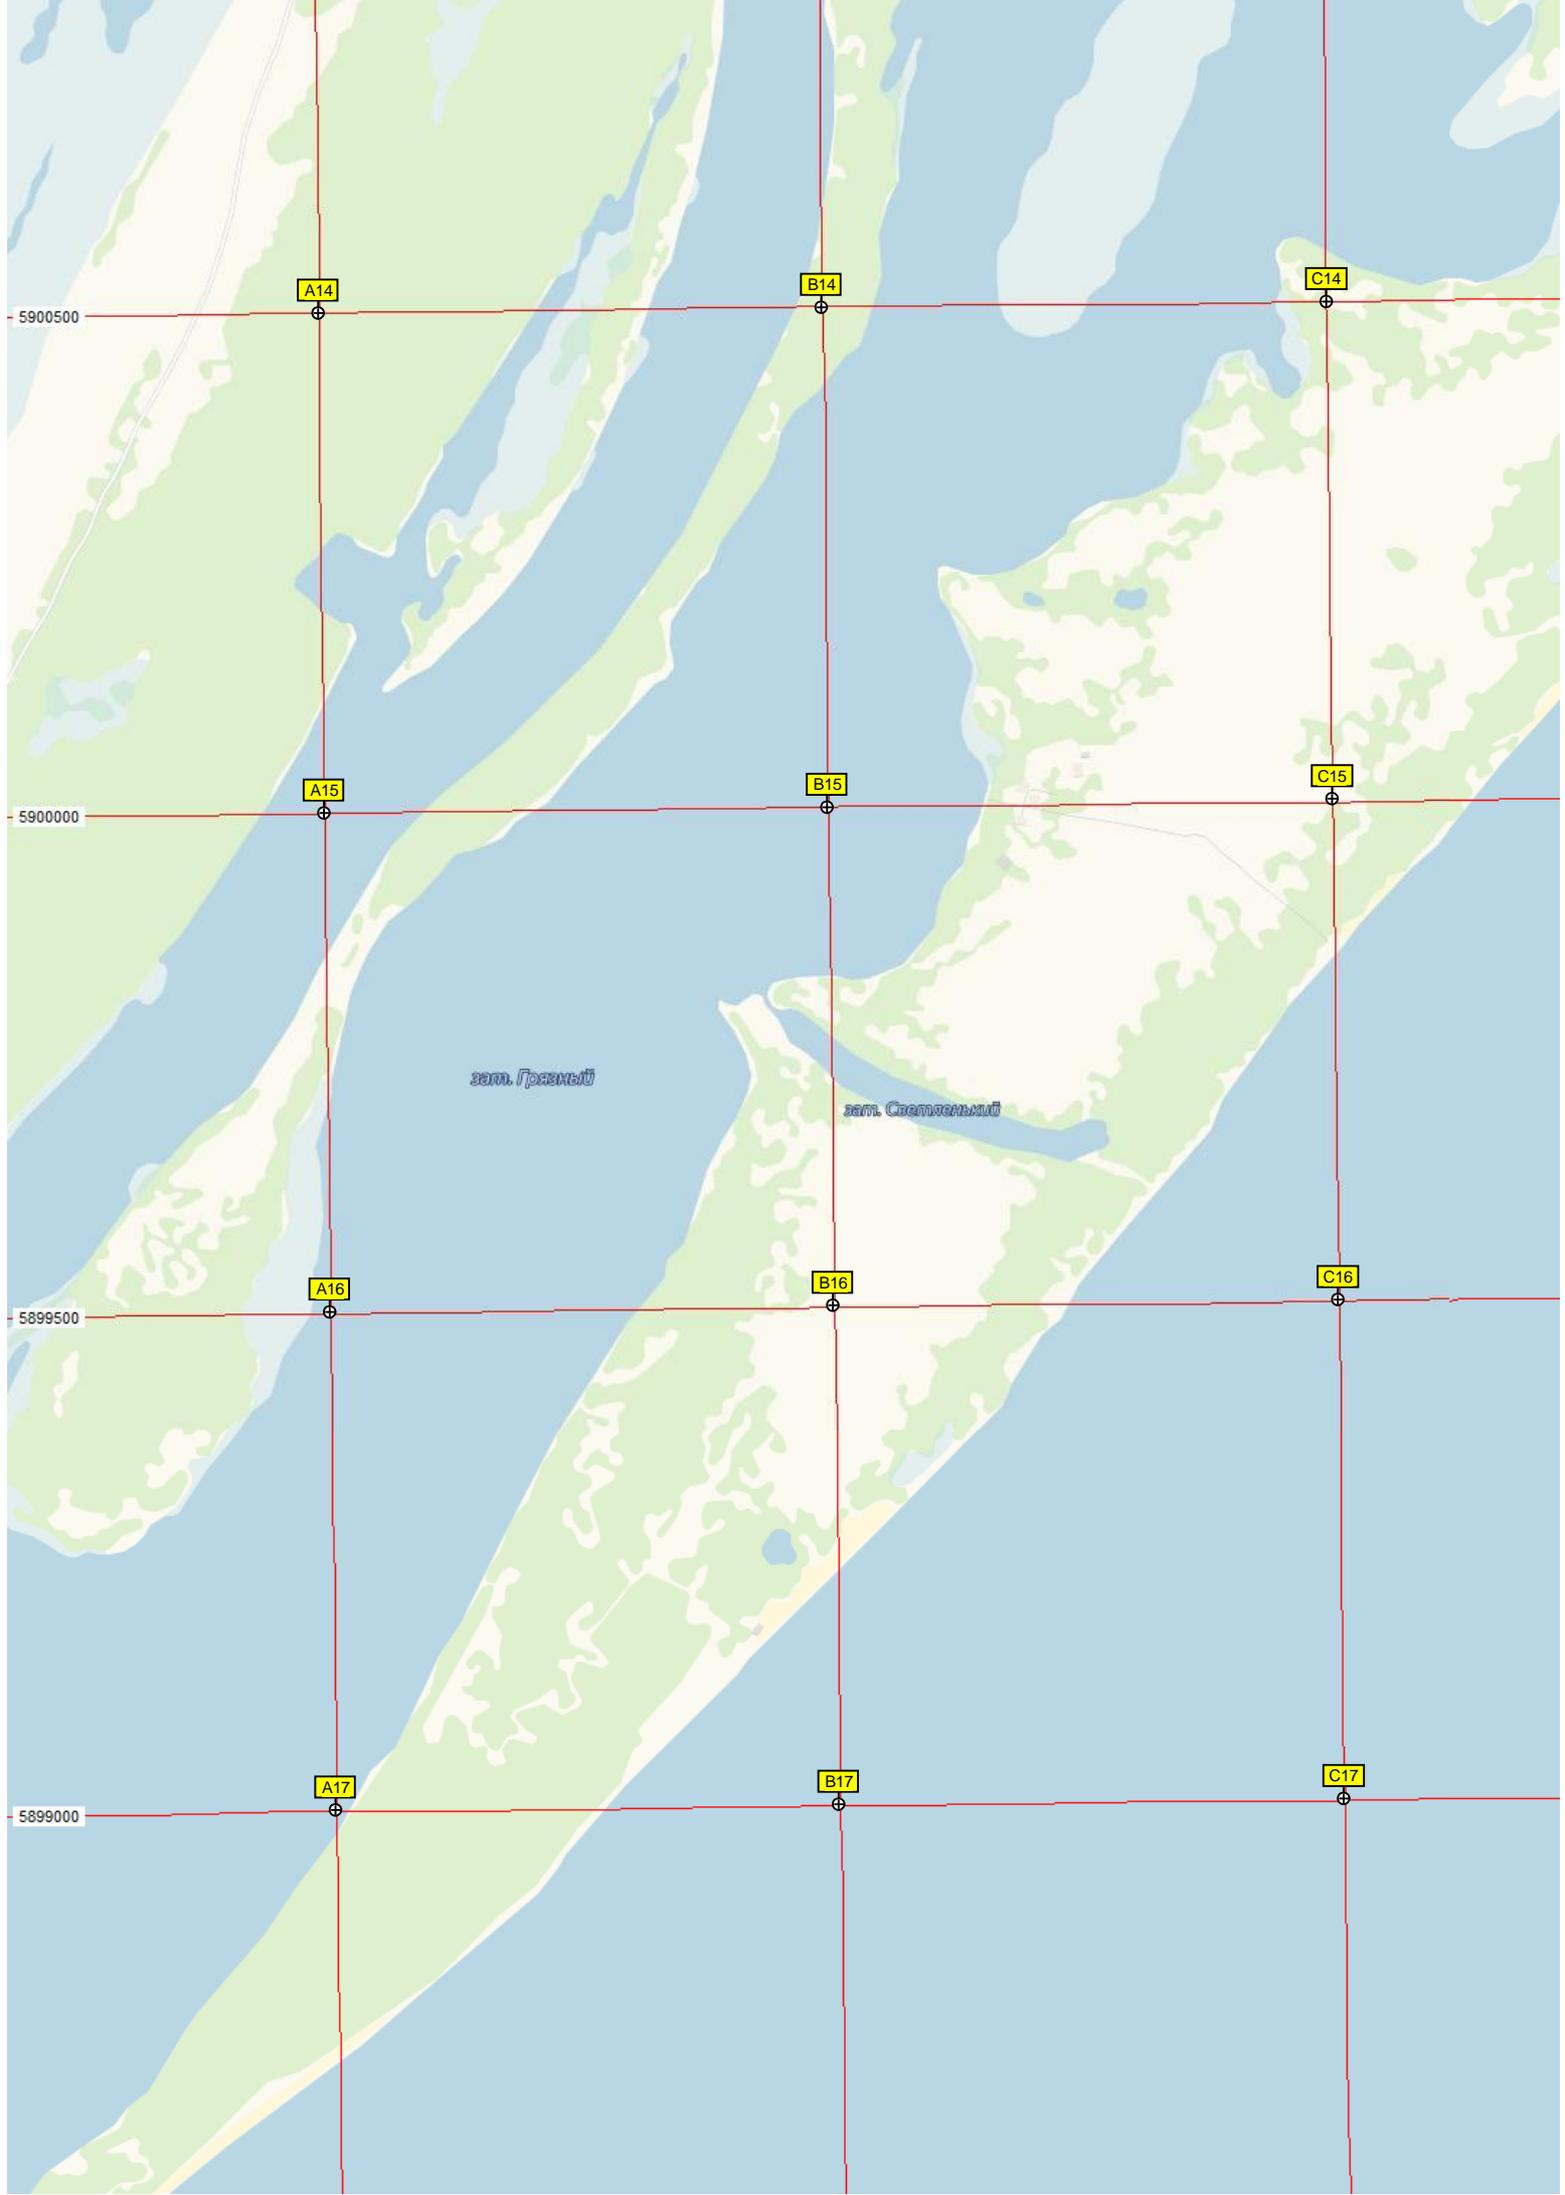 A14
B14
C14
5900500
A15
B15
C15
5900000
зат. Грязный
зат. Светленький
A16
B16
C16
5899500
A17
B17
C17
5899000